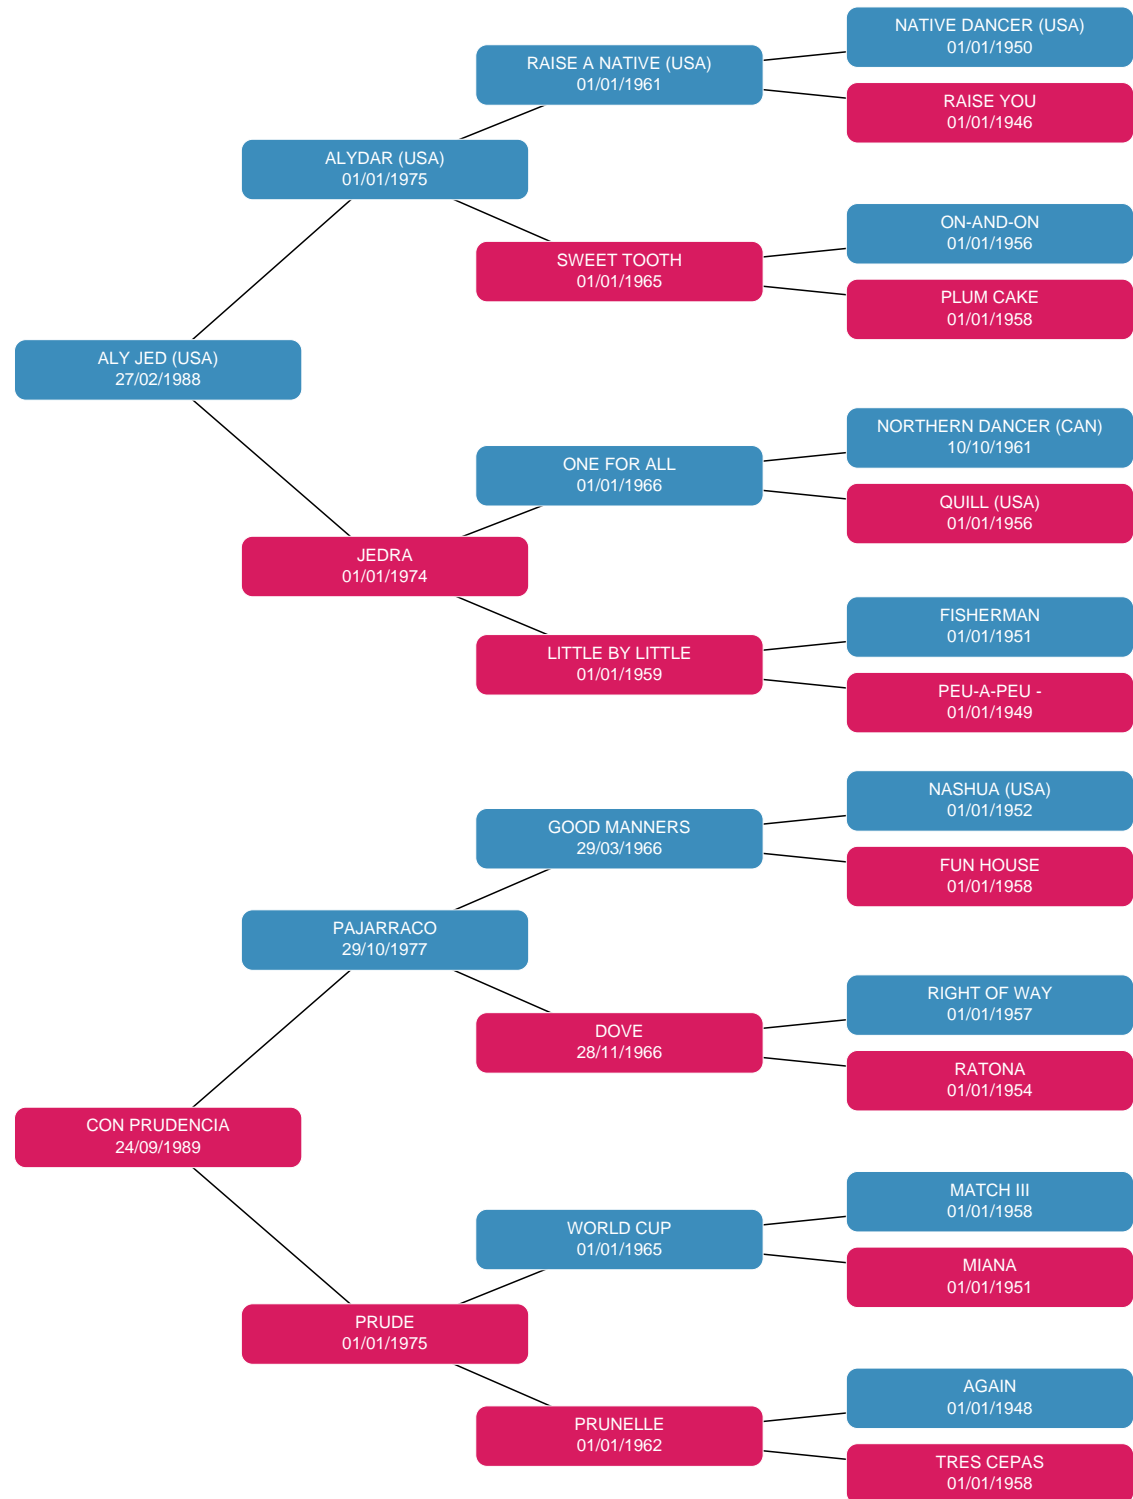 NATIVE DANCER (USA)
01/01/1950
RAISE A NATIVE (USA)
01/01/1961
RAISE YOU
01/01/1946
ALYDAR (USA)
01/01/1975
ON-AND-ON
01/01/1956
SWEET TOOTH
01/01/1965
PLUM CAKE
01/01/1958
ALY JED (USA)
27/02/1988
NORTHERN DANCER (CAN)
10/10/1961
ONE FOR ALL
01/01/1966
QUILL (USA)
01/01/1956
JEDRA
01/01/1974
FISHERMAN
01/01/1951
LITTLE BY LITTLE
01/01/1959
PEU-A-PEU -
01/01/1949
NASHUA (USA)
01/01/1952
GOOD MANNERS
29/03/1966
FUN HOUSE
01/01/1958
PAJARRACO
29/10/1977
RIGHT OF WAY
01/01/1957
DOVE
28/11/1966
RATONA
01/01/1954
CON PRUDENCIA
24/09/1989
MATCH III
01/01/1958
WORLD CUP
01/01/1965
MIANA
01/01/1951
PRUDE
01/01/1975
AGAIN
01/01/1948
PRUNELLE
01/01/1962
TRES CEPAS
01/01/1958